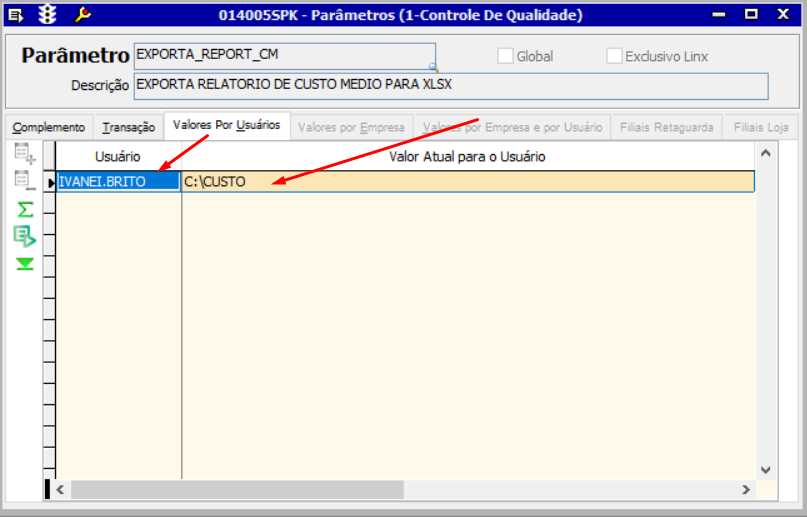 014005SPK - Parâmetros (1-Controle De Qualidade)
Parâmetro EXPORTA_REPORT_CM Global Exclusivo Linx
Descrição EXPORTA RELATORIO DE CUSTO MEDIO PARA XLSX
Complemento Transação Valores Por Usuários Valores por Empresa Valores por Empresa e por Usuário Filiais Retaguarda Filiais Loja
Usuário Valor Atual para o Usuário
IVANEI.BRITO C:\CUSTO